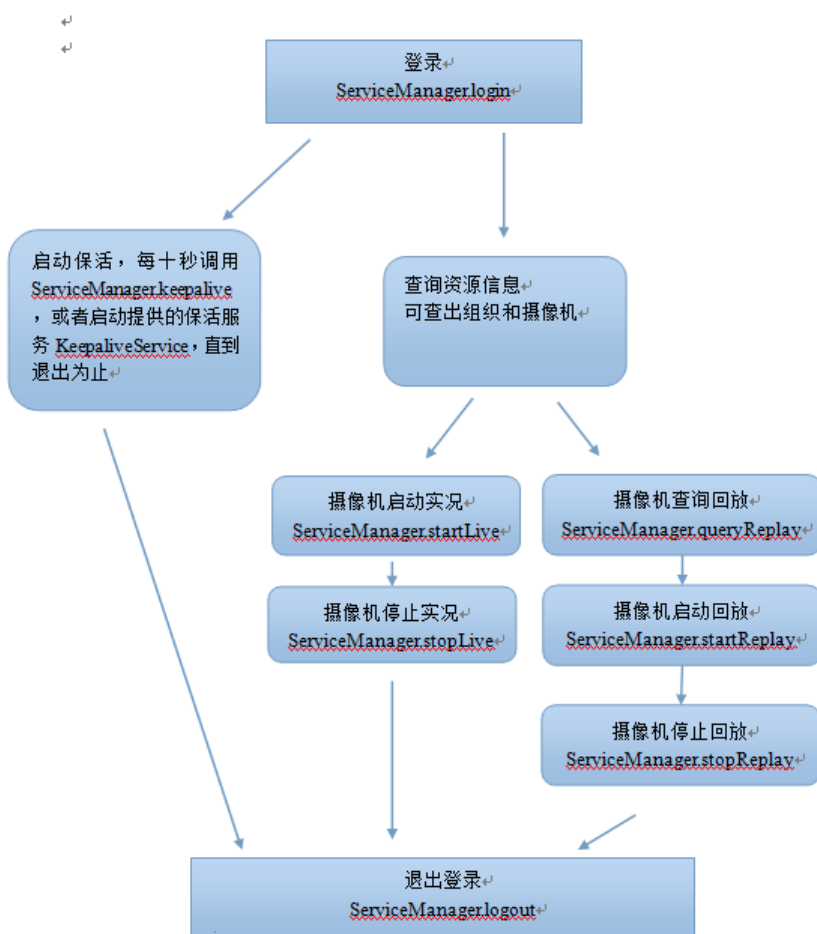 登录
ServiceManager.login
启动保活，每十秒调用
ServiceManager.keepalive
，或者启动提供的保活服
务 KeepaliveService，直到
退出为止
查询资源信息
可查出组织和摄像机
摄像机启动实况
ServiceManager.startLive
摄像机查询回放
ServiceManager.queryReplay
摄像机停止实况
ServiceManager.stopLive
摄像机启动回放
ServiceManager.startReplay
摄像机停止回放
ServiceManager.stopReplay
退出登录
ServiceManager.logout